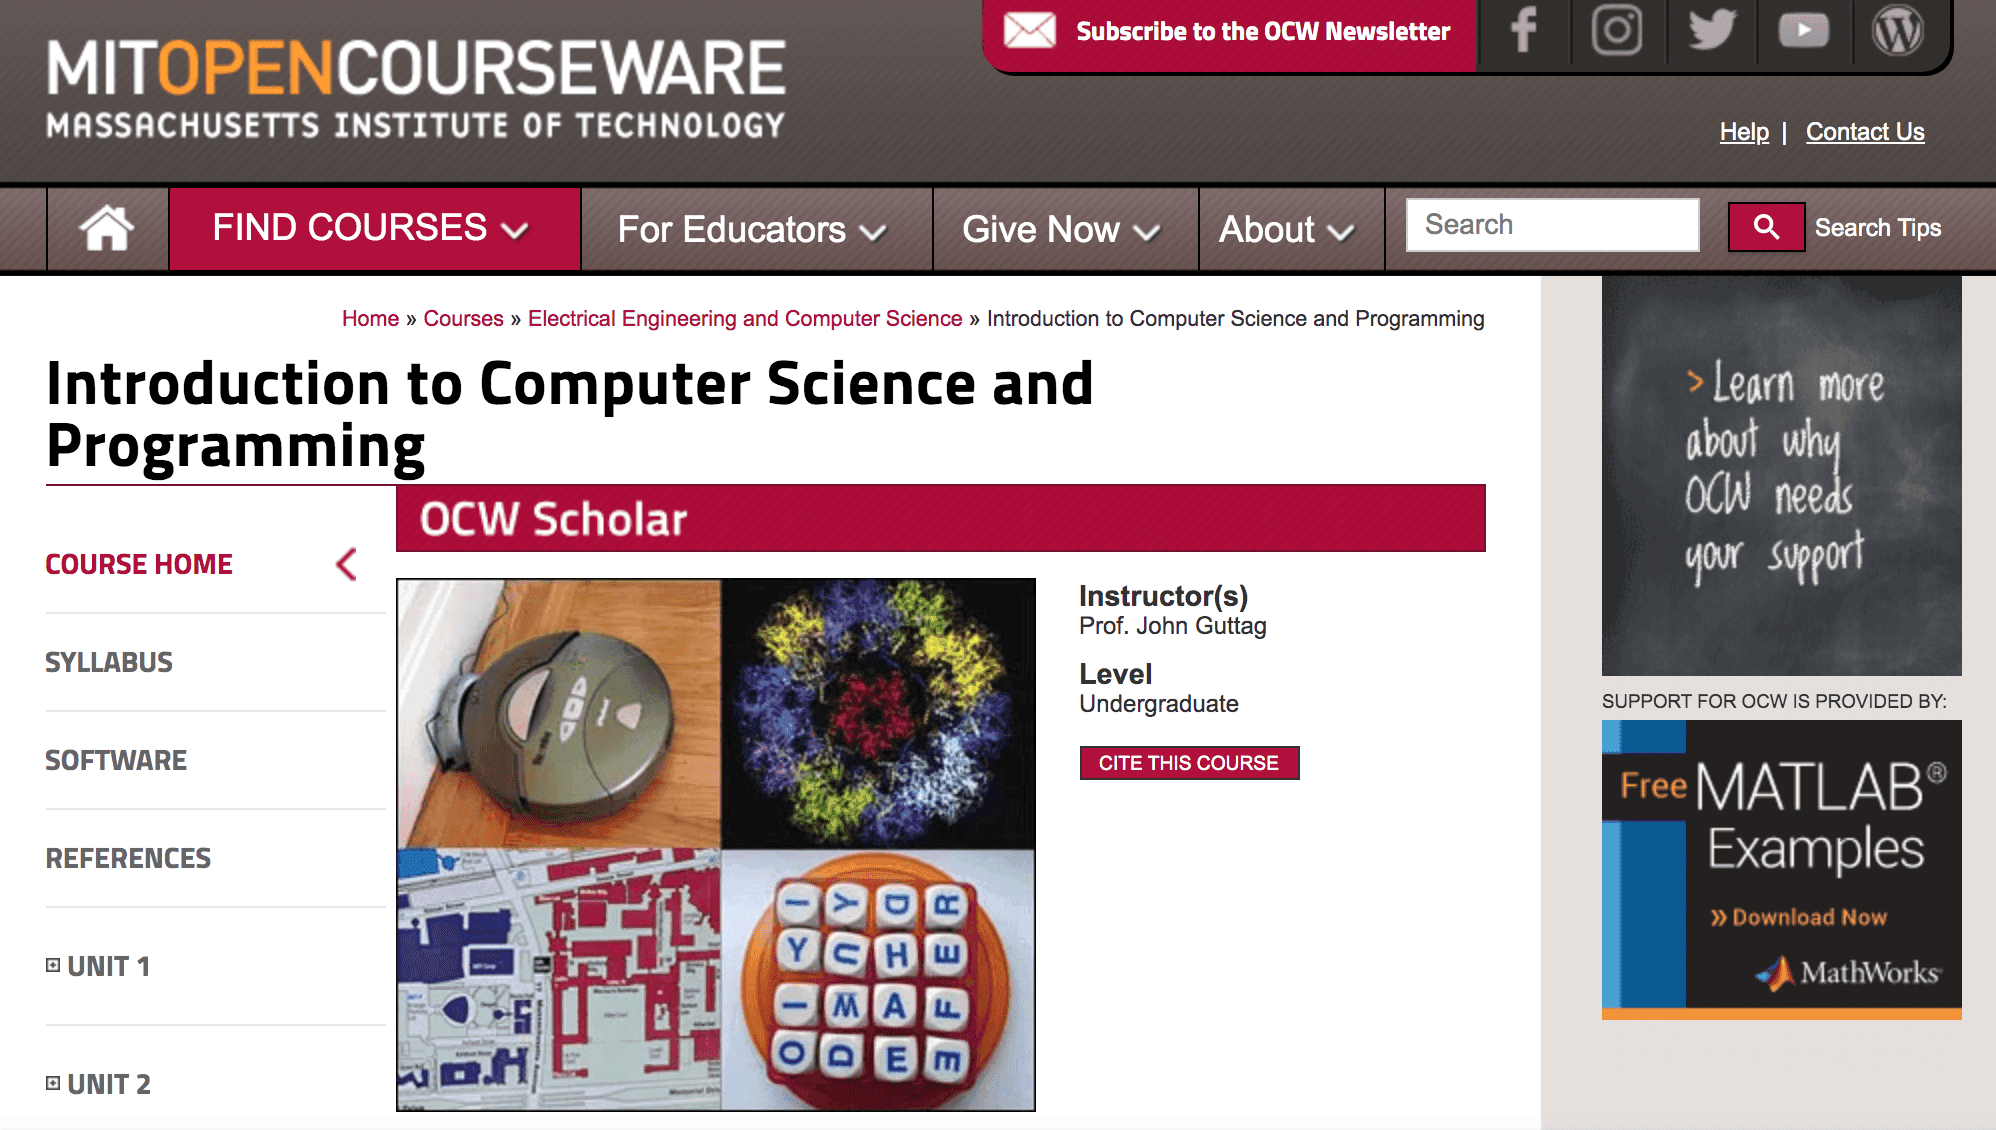 Subscribe to the OCW Newsletter
MITOPENCOURSEWARE
MASSACHUSETTS INSTITUTE OF TECHNOLOGY
Help | Contact Us
FIND COURSES
For Educators
Give Now
About
Search
Search Tips
Home » Courses » Electrical Engineering and Computer Science » Introduction to Computer Science and Programming
Introduction to Computer Science and
Programming
OCW Scholar
COURSE HOME
SYLLABUS
SOFTWARE
REFERENCES
UNIT 1
UNIT 2
I Y D R
Y U H E
I W A F
O D E E
Instructor(s)
Prof. John Guttag
Level
Undergraduate
CITE THIS COURSE
> Learn more
about why
OCW needs
your support
SUPPORT FOR OCW IS PROVIDED BY:
Free MATLAB®
Examples
» Download Now
MathWorks